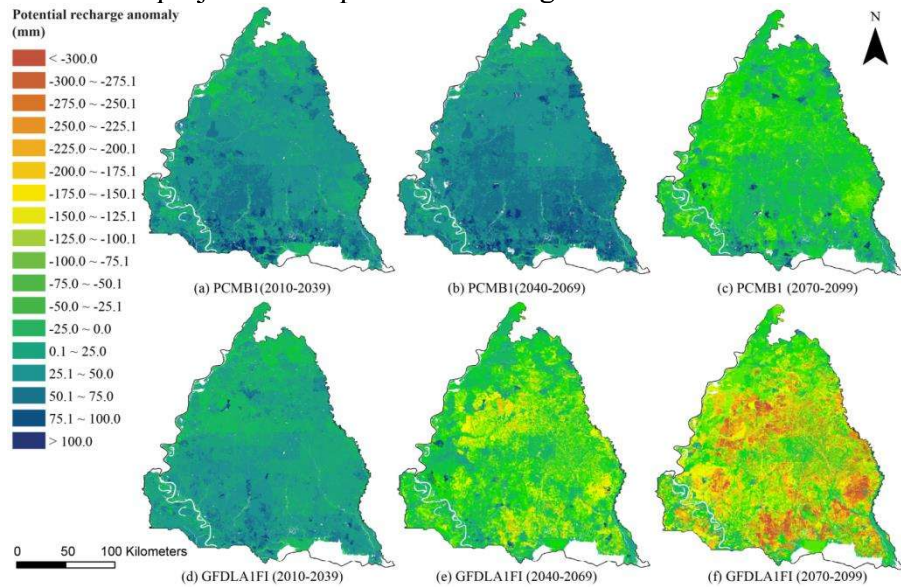 Potential recharge anomaly
(mm)
< -300.0
-300.0 ~ -275.1
-275.0 ~ -250.1
-250.0 ~ -225.1
-225.0 ~ -200.1
-200.0 ~ -175.1
-175.0 ~ -150.1
-150.0 ~ -125.1
-125.0 ~ -100.1
-100.0 ~ -75.1
-75.0 ~ -50.1
-50.0 ~ -25.1
-25.0 ~ 0.0
0.1 ~ 25.0
25.1 ~ 50.0
50.1 ~ 75.0
75.1 ~ 100.0
> 100.0
N
(a) PCMB1(2010-2039)
(b) PCMB1(2040-2069)
(c) PCMB1 (2070-2099)
0 50 100 Kilometers
(d) GFDLA1FI (2010-2039)
(e) GFDLA1FI (2040-2069)
(f) GFDLA1FI (2070-2099)